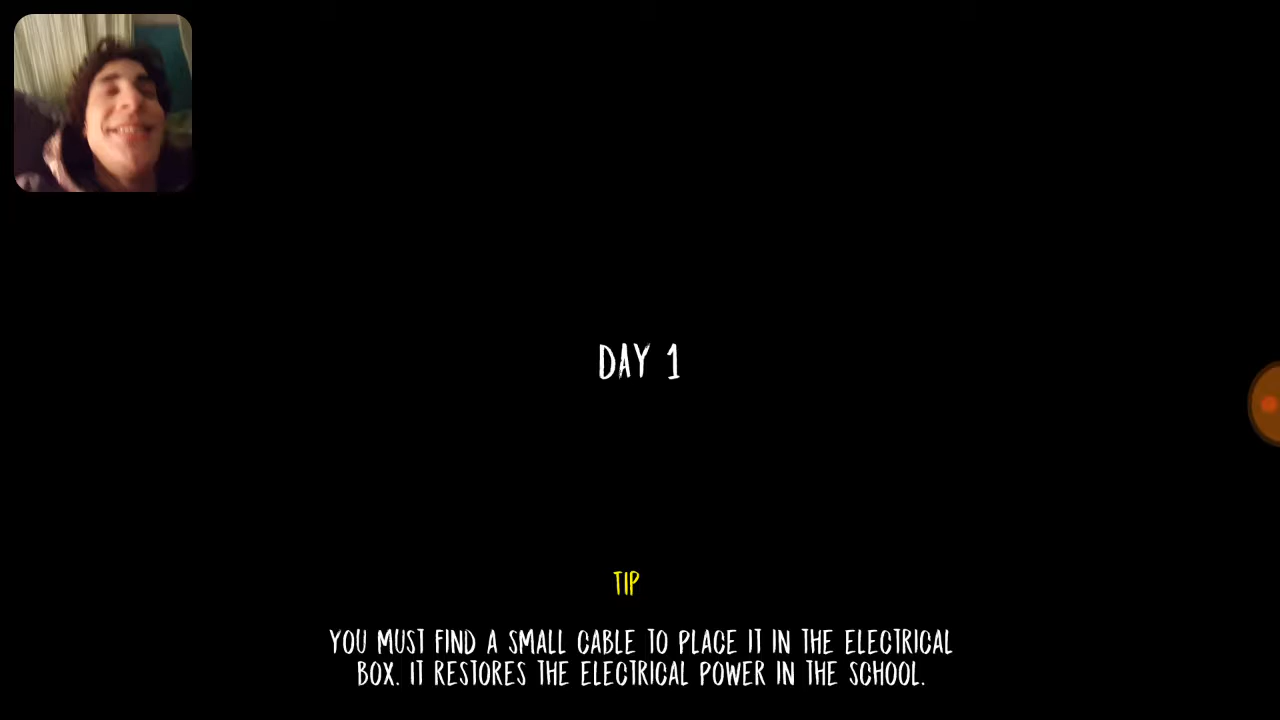 DAY 1
TIP
YOU MUST FIND A SMALL CABLE TO PLACE IT IN THE ELECTRICAL
BOX. IT RESTORES THE ELECTRICAL POWER IN THE SCHOOL.